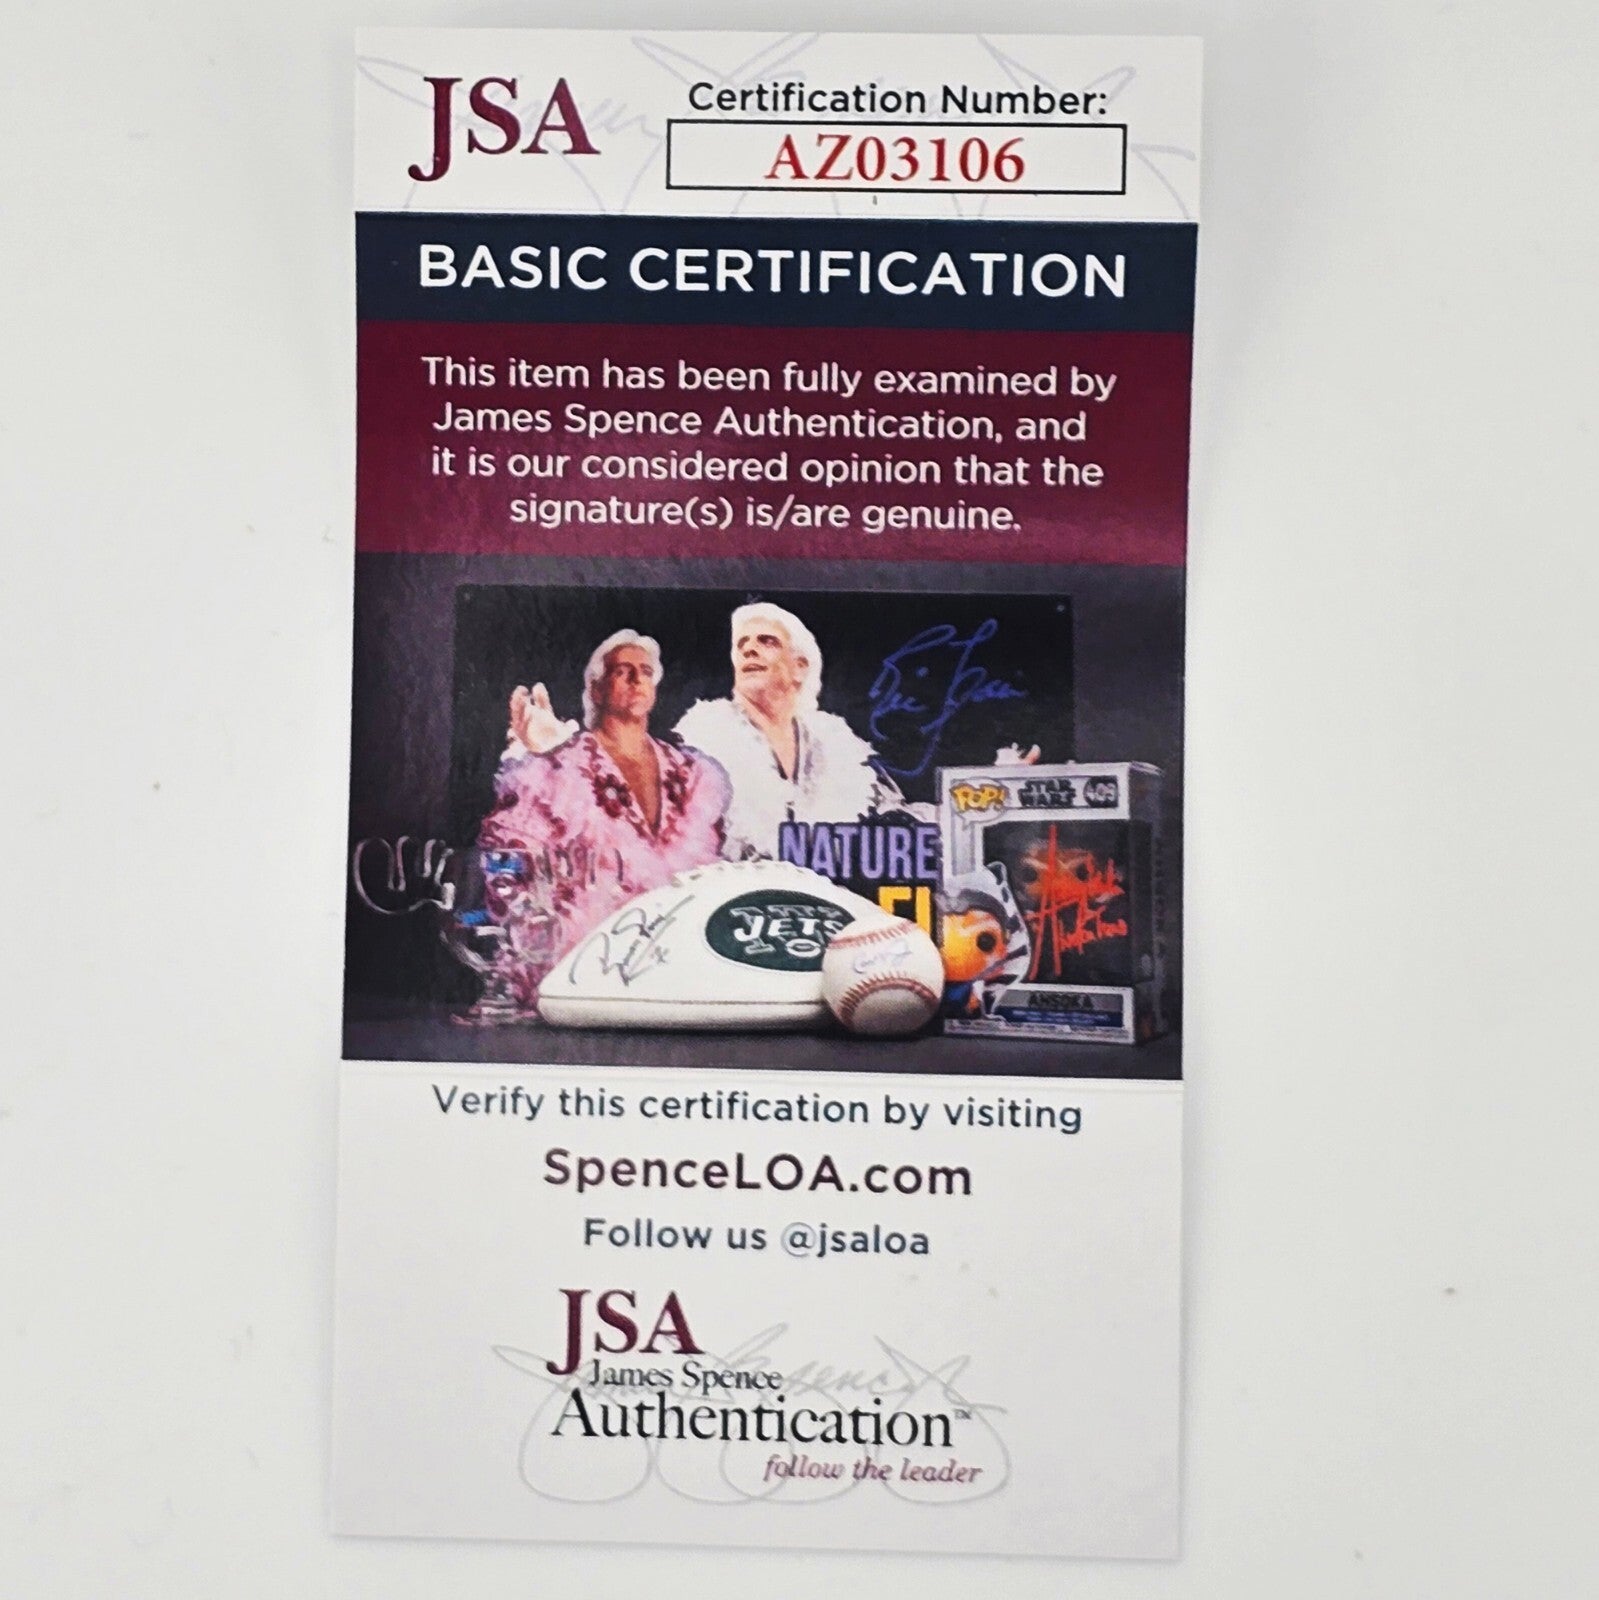 JSA
Certification Number:
AZ03106
BASIC CERTIFICATION
This item has been fully examined by
James Spence Authentication, and
it is our considered opinion that the
signature(s) is/are genuine.
POP! STAR WARS 409
NATURE
JETS
AHSOKA
Verify this certification by visiting
SpenceLOA.com
Follow us @jsaloa
JSA
James Spence
Authentication™
follow the leader